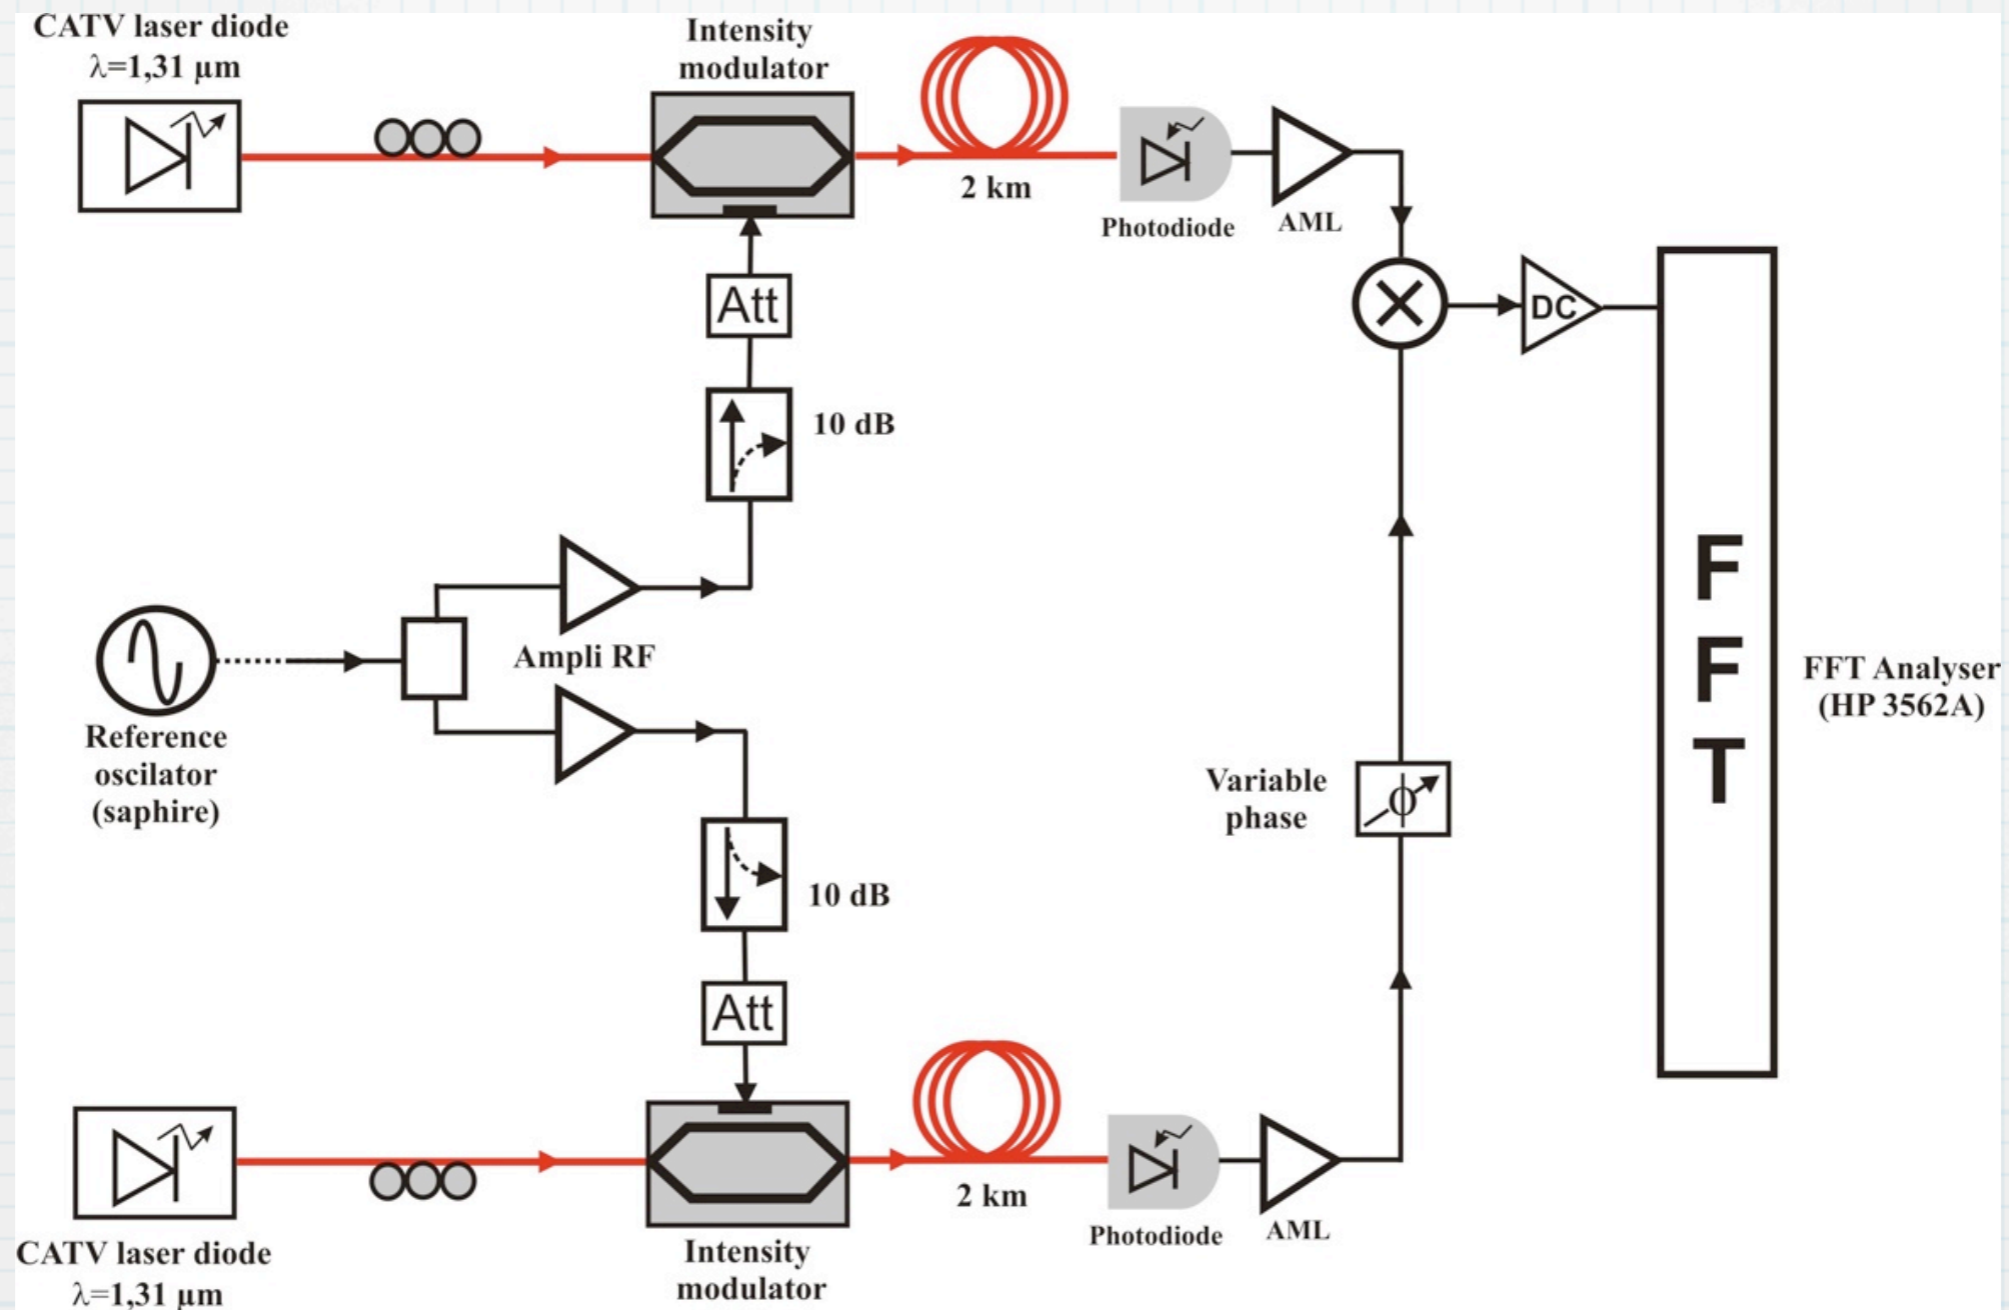 CATV laser diode
λ=1,31 µm
Intensity
modulator
2 km
Photodiode
AML
Att
10 dB
DC
Ampli RF
Reference
oscilator
(saphire)
F
F
T
FFT Analyser
(HP 3562A)
Variable
phase
ϕ
10 dB
Att
2 km
Photodiode
AML
CATV laser diode
λ=1,31 µm
Intensity
modulator